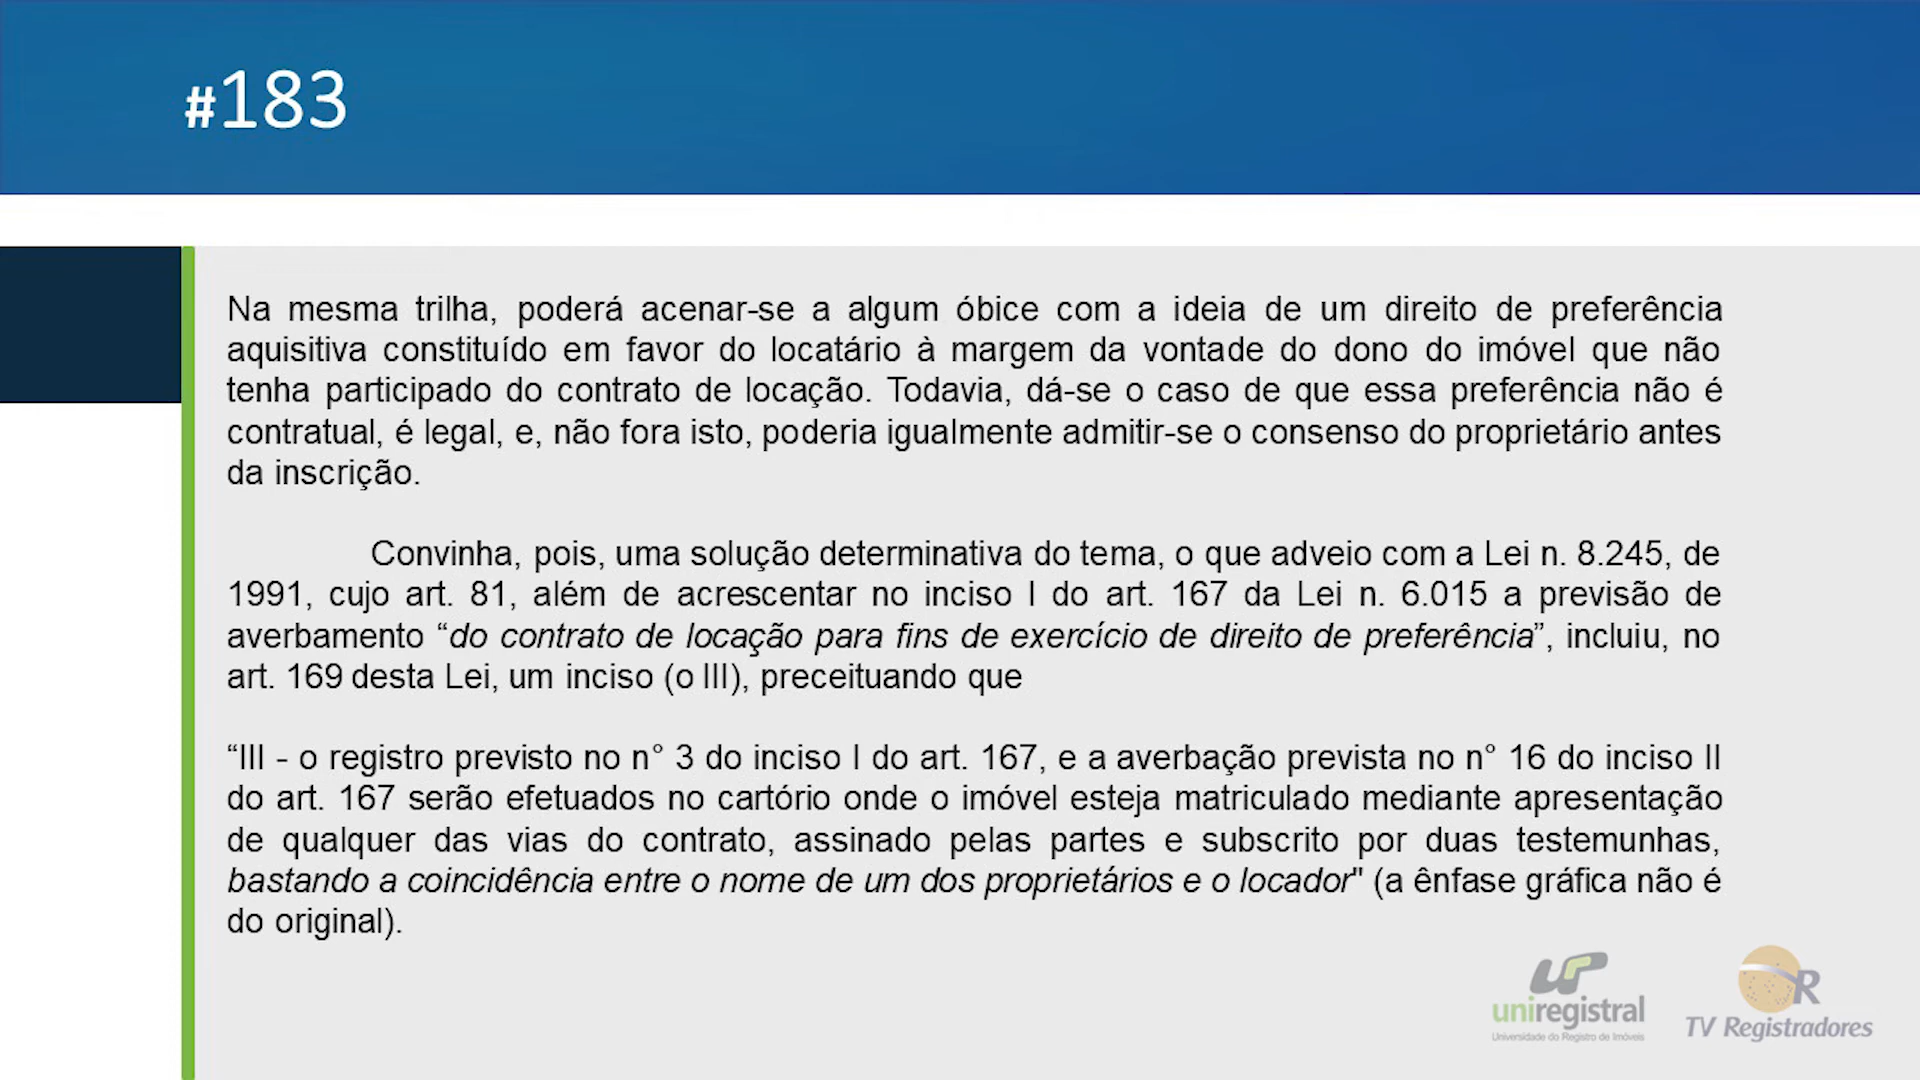 #183
Na mesma trilha, poderá acenar-se a algum óbice com a ideia de um direito de preferência
aquisitiva constituído em favor do locatário à margem da vontade do dono do imóvel que não
tenha participado do contrato de locação. Todavia, dá-se o caso de que essa preferência não é
contratual, é legal, e, não fora isto, poderia igualmente admitir-se o consenso do proprietário antes
da inscrição.
Convinha, pois, uma solução determinativa do tema, o que adveio com a Lei n. 8.245, de
1991, cujo art. 81, além de acrescentar no inciso I do art. 167 da Lei n. 6.015 a previsão de
averbamento “do contrato de locação para fins de exercício de direito de preferência”, incluiu, no
art. 169 desta Lei, um inciso (o III), preceituando que
“III - o registro previsto no n° 3 do inciso I do art. 167, e a averbação prevista no n° 16 do inciso II
do art. 167 serão efetuados no cartório onde o imóvel esteja matriculado mediante apresentação
de qualquer das vias do contrato, assinado pelas partes e subscrito por duas testemunhas,
bastando a coincidência entre o nome de um dos proprietários e o locador" (a ênfase gráfica não é
do original).
uniregistral
Universidade do Registro de Imóveis
R
TV Registradores